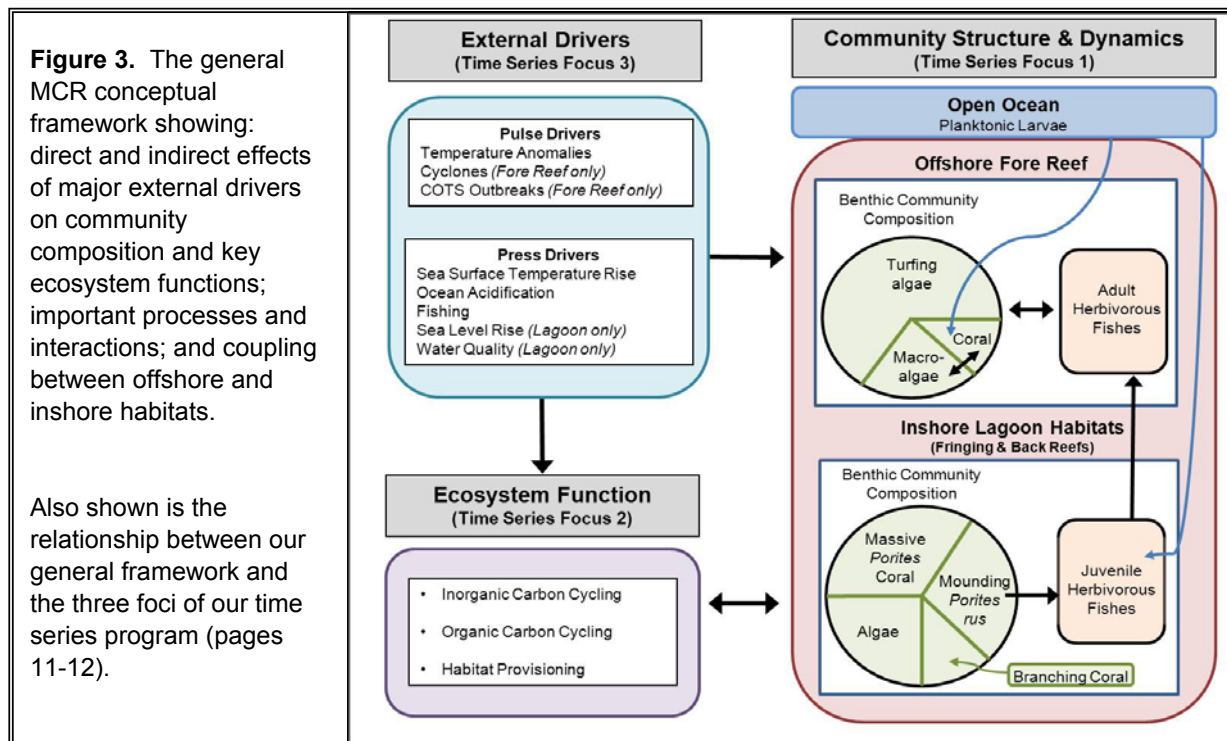 Figure 3. The general
MCR conceptual
framework showing:
direct and indirect effects
of major external drivers
on community
composition and key
ecosystem functions;
important processes and
interactions; and coupling
between offshore and
inshore habitats.
Also shown is the
relationship between our
general framework and
the three foci of our time
series program (pages
11-12).
External Drivers
(Time Series Focus 3)
Pulse Drivers
Temperature Anomalies
Cyclones (Fore Reef only)
COTS Outbreaks (Fore Reef only)
Press Drivers
Sea Surface Temperature Rise
Ocean Acidification
Fishing
Sea Level Rise (Lagoon only)
Water Quality (Lagoon only)
Ecosystem Function
(Time Series Focus 2)
• Inorganic Carbon Cycling
• Organic Carbon Cycling
• Habitat Provisioning
Community Structure & Dynamics
(Time Series Focus 1)
Open Ocean
Planktonic Larvae
Offshore Fore Reef
Benthic Community
Composition
Turfing
algae
Coral
Macro-
algae
Adult
Herbivorous
Fishes
Inshore Lagoon Habitats
(Fringing & Back Reefs)
Benthic Community
Composition
Massive
Porites
Coral
Mounding
Porites
rus
Algae
Branching Coral
Juvenile
Herbivorous
Fishes